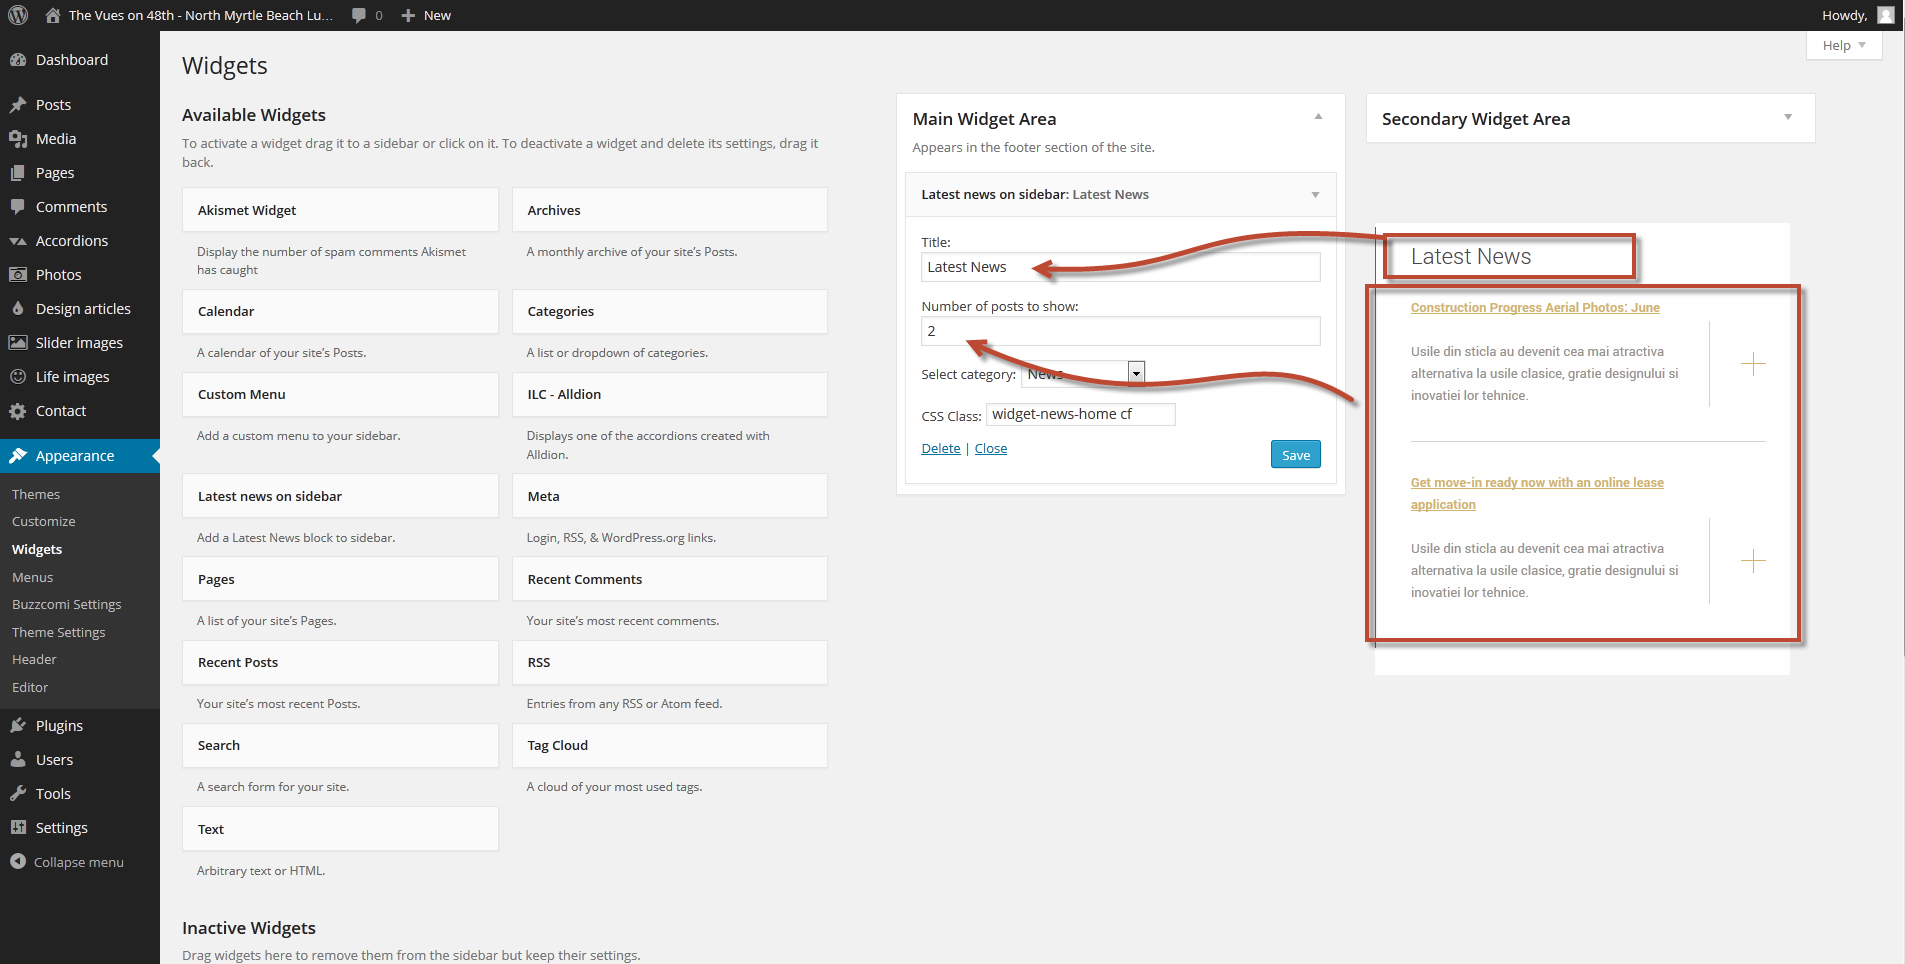 The Vues on 48th - North Myrtle Beach Lu…
0
New
Howdy,
Help
Dashboard
Posts
Media
Pages
Comments
Accordions
Photos
Design articles
Slider images
Life images
Contact
Appearance
Themes
Customize
Widgets
Menus
Buzzcomi Settings
Theme Settings
Header
Editor
Plugins
Users
Tools
Settings
Collapse menu
Widgets
Available Widgets
To activate a widget drag it to a sidebar or click on it. To deactivate a widget and delete its settings, drag it
back.
Akismet Widget
Display the number of spam comments Akismet
has caught
Archives
A monthly archive of your site's Posts.
Calendar
A calendar of your site's Posts.
Categories
A list or dropdown of categories.
Custom Menu
Add a custom menu to your sidebar.
ILC - Alldion
Displays one of the accordions created with
Alldion.
Latest news on sidebar
Add a Latest News block to sidebar.
Meta
Login, RSS, & WordPress.org links.
Pages
A list of your site's Pages.
Recent Comments
Your site's most recent comments.
Recent Posts
Your site's most recent Posts.
RSS
Entries from any RSS or Atom feed.
Search
A search form for your site.
Tag Cloud
A cloud of your most used tags.
Text
Arbitrary text or HTML.
Inactive Widgets
Drag widgets here to remove them from the sidebar but keep their settings.
Main Widget Area
Appears in the footer section of the site.
Latest news on sidebar: Latest News
Title:
Latest News
Number of posts to show:
2
Select category: News
CSS Class: widget-news-home cf
Delete | Close
Save
Secondary Widget Area
Latest News
Construction Progress Aerial Photos: June
Usile din sticla au devenit cea mai atractiva
alternativa la usile clasice, gratie designului si
inovatiei lor tehnice.
Get move-in ready now with an online lease
application
Usile din sticla au devenit cea mai atractiva
alternativa la usile clasice, gratie designului si
inovatiei lor tehnice.